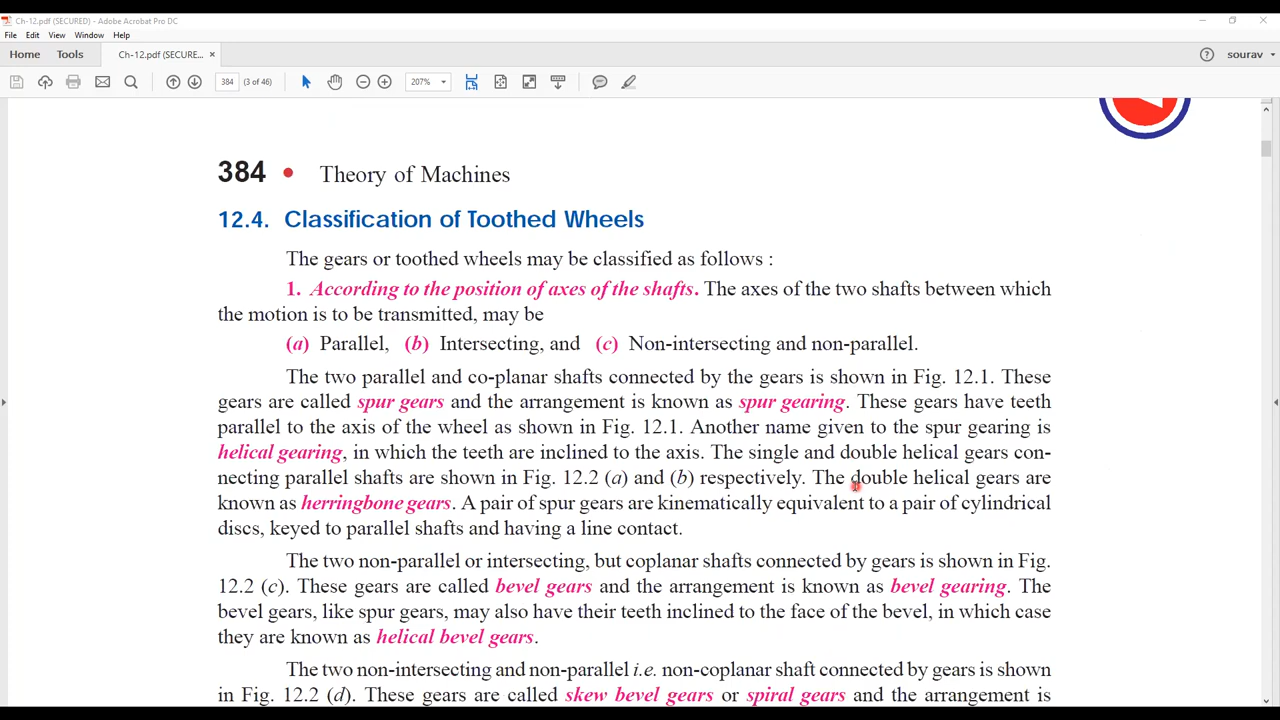 Ch-12.pdf (SECURED) - Adobe Acrobat Pro DC
File Edit View Window Help
Home Tools Ch-12.pdf (SECURE... × sourav
384 (3 of 46) 207%
384 • Theory of Machines
12.4. Classification of Toothed Wheels
The gears or toothed wheels may be classified as follows :
1. According to the position of axes of the shafts. The axes of the two shafts between which
the motion is to be transmitted, may be
(a) Parallel, (b) Intersecting, and (c) Non-intersecting and non-parallel.
The two parallel and co-planar shafts connected by the gears is shown in Fig. 12.1. These
gears are called spur gears and the arrangement is known as spur gearing. These gears have teeth
parallel to the axis of the wheel as shown in Fig. 12.1. Another name given to the spur gearing is
helical gearing, in which the teeth are inclined to the axis. The single and double helical gears con-
necting parallel shafts are shown in Fig. 12.2 (a) and (b) respectively. The double helical gears are
known as herringbone gears. A pair of spur gears are kinematically equivalent to a pair of cylindrical
discs, keyed to parallel shafts and having a line contact.
The two non-parallel or intersecting, but coplanar shafts connected by gears is shown in Fig.
12.2 (c). These gears are called bevel gears and the arrangement is known as bevel gearing. The
bevel gears, like spur gears, may also have their teeth inclined to the face of the bevel, in which case
they are known as helical bevel gears.
The two non-intersecting and non-parallel i.e. non-coplanar shaft connected by gears is shown
in Fig. 12.2 (d). These gears are called skew bevel gears or spiral gears and the arrangement is